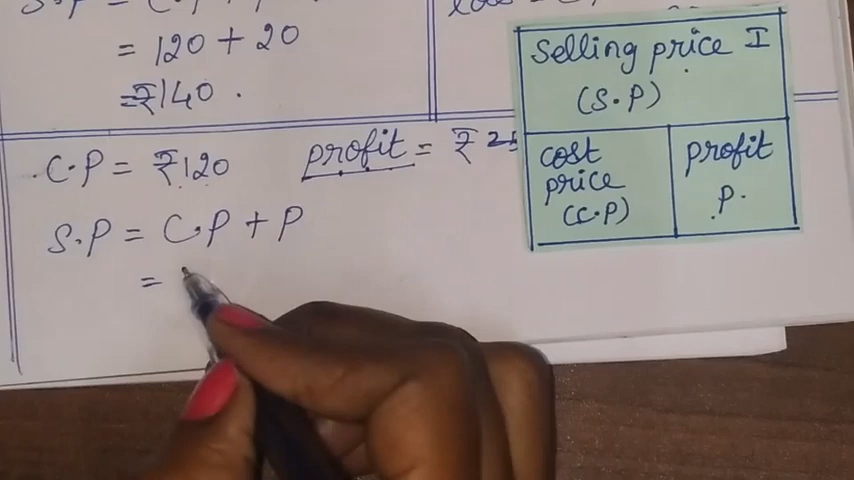 = 120 + 20
= ₹140 .
C.P = ₹120 profit = ₹
S.P = C.P + P
=
Selling price I
(S.P)
cost
price
(C.P)
profit
P.